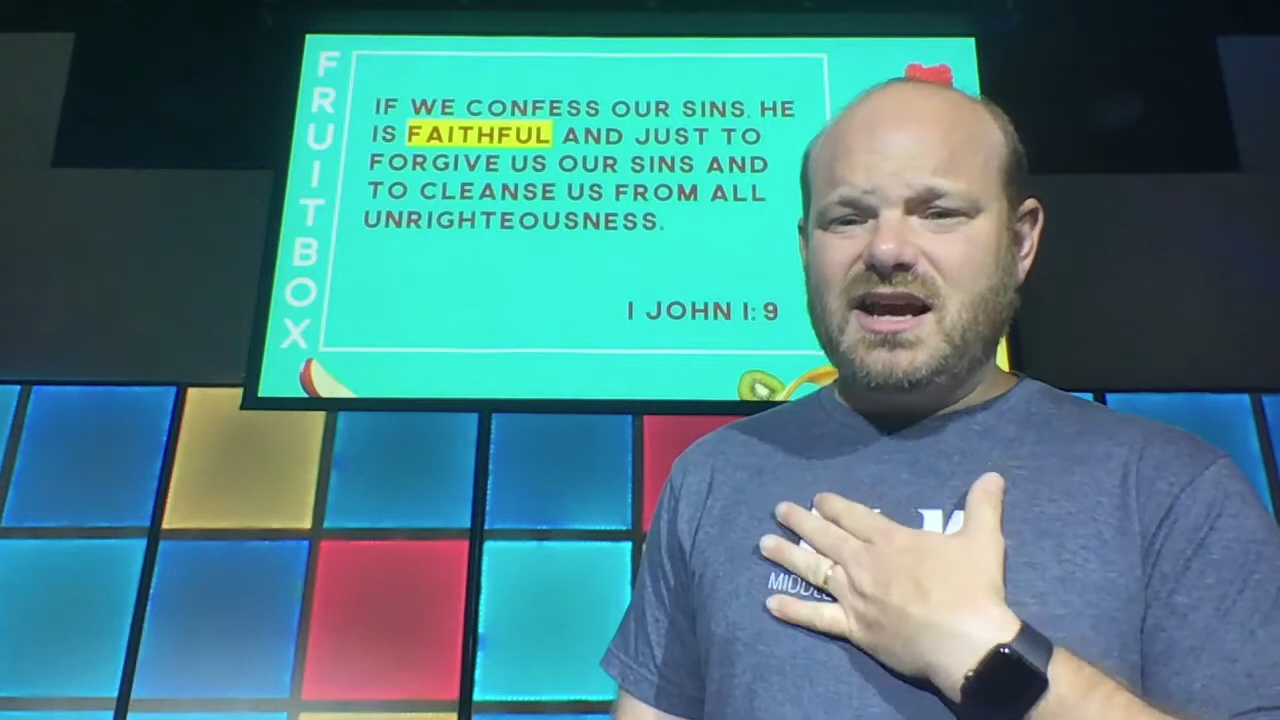 FRUITBOX
IF WE CONFESS OUR SINS, HE
IS FAITHFUL AND JUST TO
FORGIVE US OUR SINS AND
TO CLEANSE US FROM ALL
UNRIGHTEOUSNESS.
I JOHN I:9